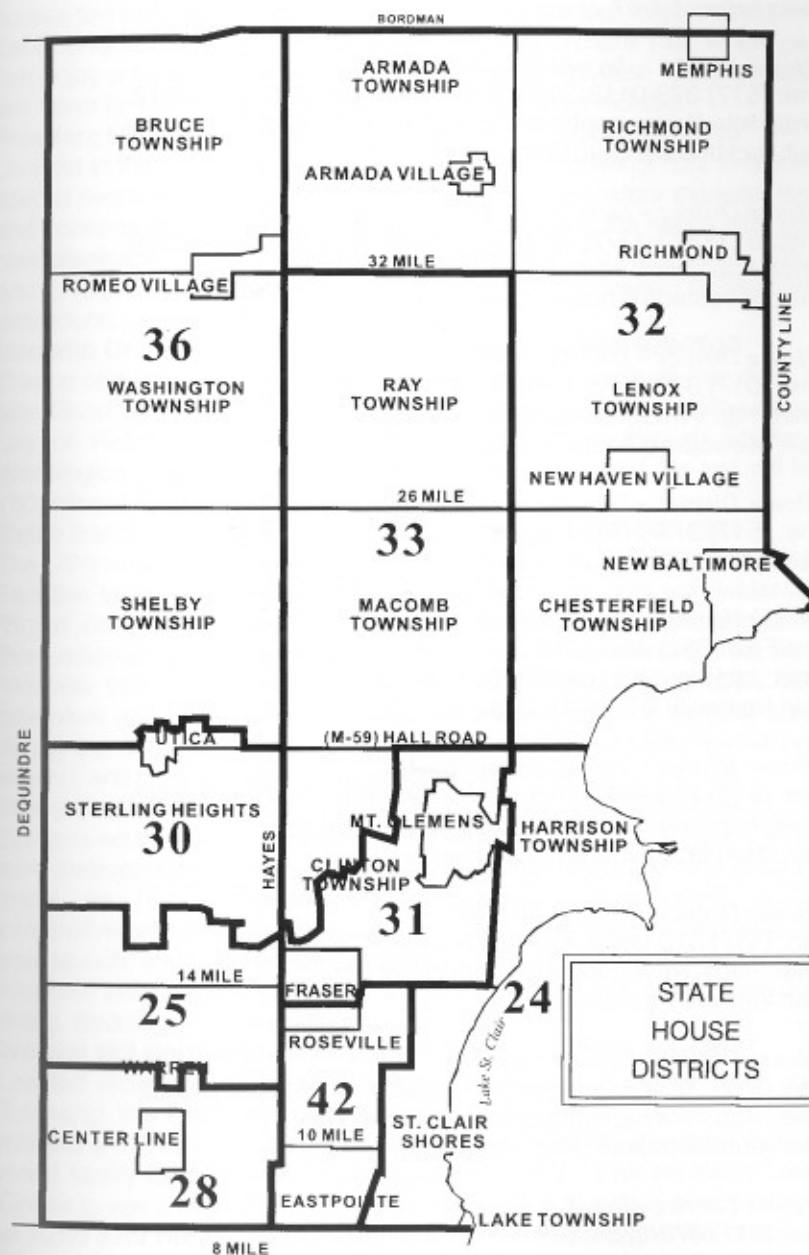 BORDMAN
MEMPHIS
ARMADA
TOWNSHIP
BRUCE
TOWNSHIP
RICHMOND
TOWNSHIP
ARMADA VILLAGE
RICHMOND
32 MILE
ROMEO VILLAGE
COUNTY LINE
36
32
WASHINGTON
TOWNSHIP
RAY
TOWNSHIP
LENOX
TOWNSHIP
NEW HAVEN VILLAGE
26 MILE
33
NEW BALTIMORE
SHELBY
TOWNSHIP
MACOMB
TOWNSHIP
CHESTERFIELD
TOWNSHIP
UTICA
(M-59) HALL ROAD
DEQUINDRE
STERLING HEIGHTS
30
HAYES
MT. CLEMENS
HARRISON
TOWNSHIP
CLINTON
TOWNSHIP
31
14 MILE
FRASER
24
STATE
HOUSE
DISTRICTS
25
ROSEVILLE
Lake St. Clair
WARREN
42
CENTER LINE
10 MILE
ST. CLAIR
SHORES
28
EASTPOINTE
LAKE TOWNSHIP
8 MILE